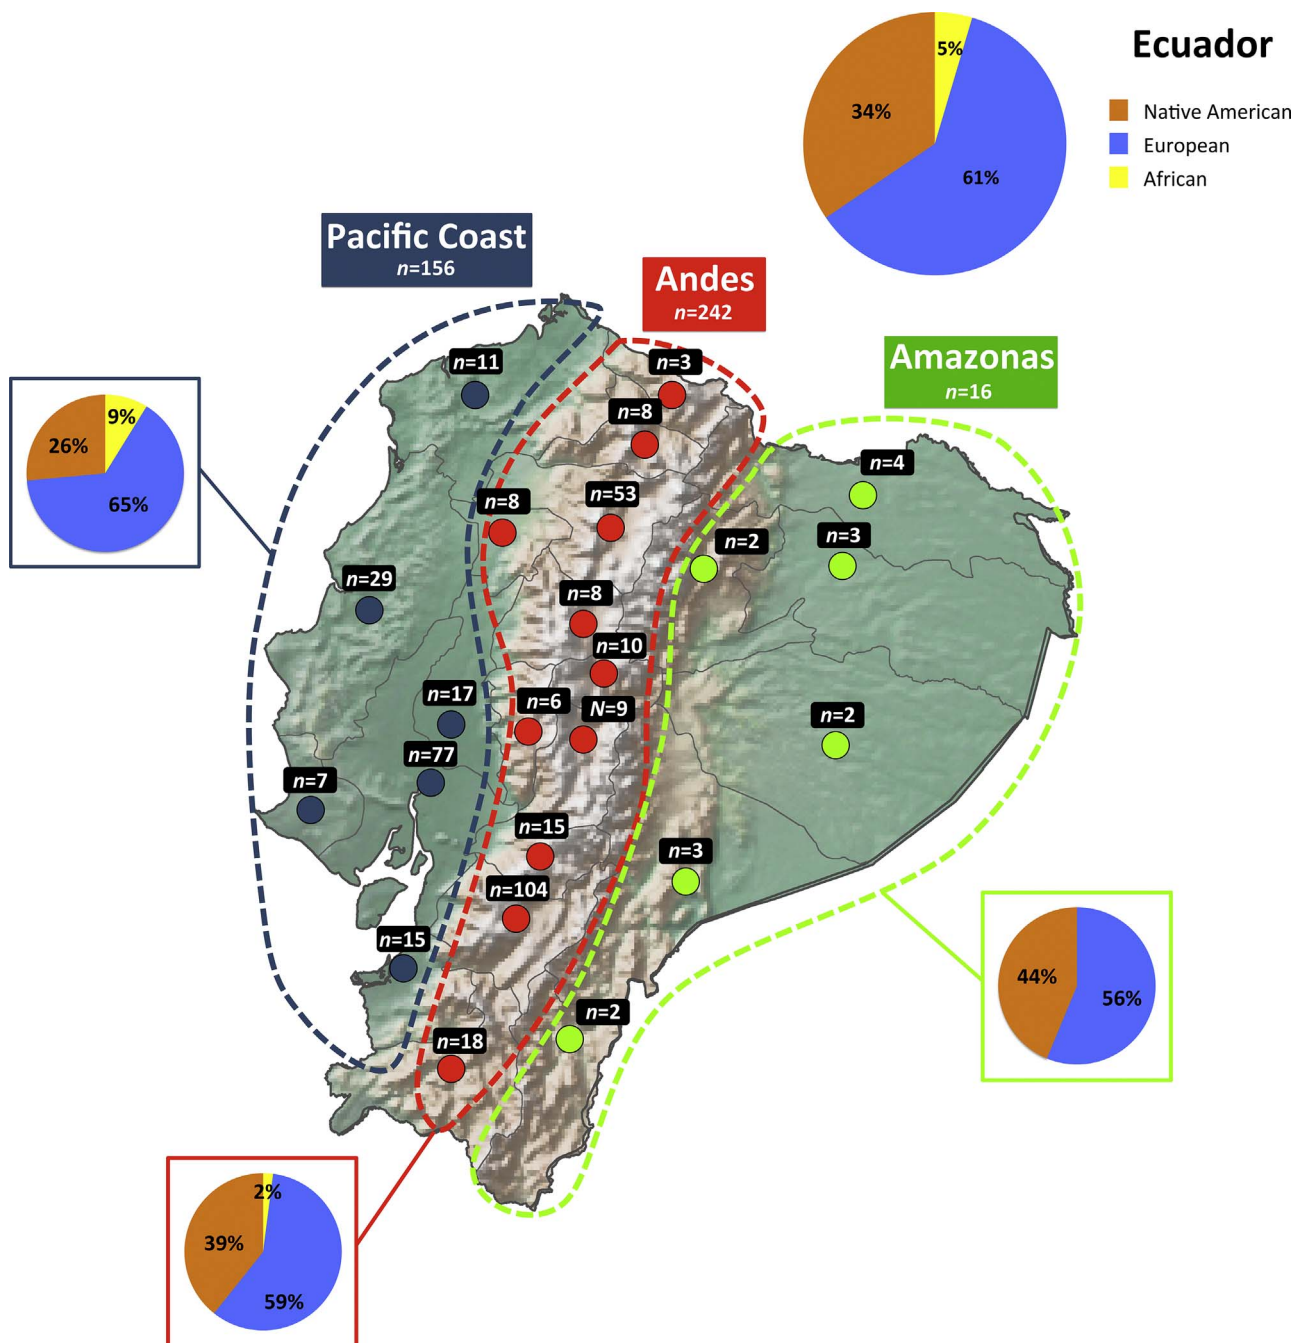 Ecuador
5%
34%
61%
Native American
European
African
Pacific Coast
n=156
Andes
n=242
Amazonas
n=16
n=11
n=3
n=8
9%
26%
65%
n=4
n=8
n=53
n=2
n=3
n=29
n=8
n=10
n=17
n=6
N=9
n=2
n=77
n=7
n=15
n=3
n=104
n=15
44%
56%
n=2
n=18
2%
39%
59%